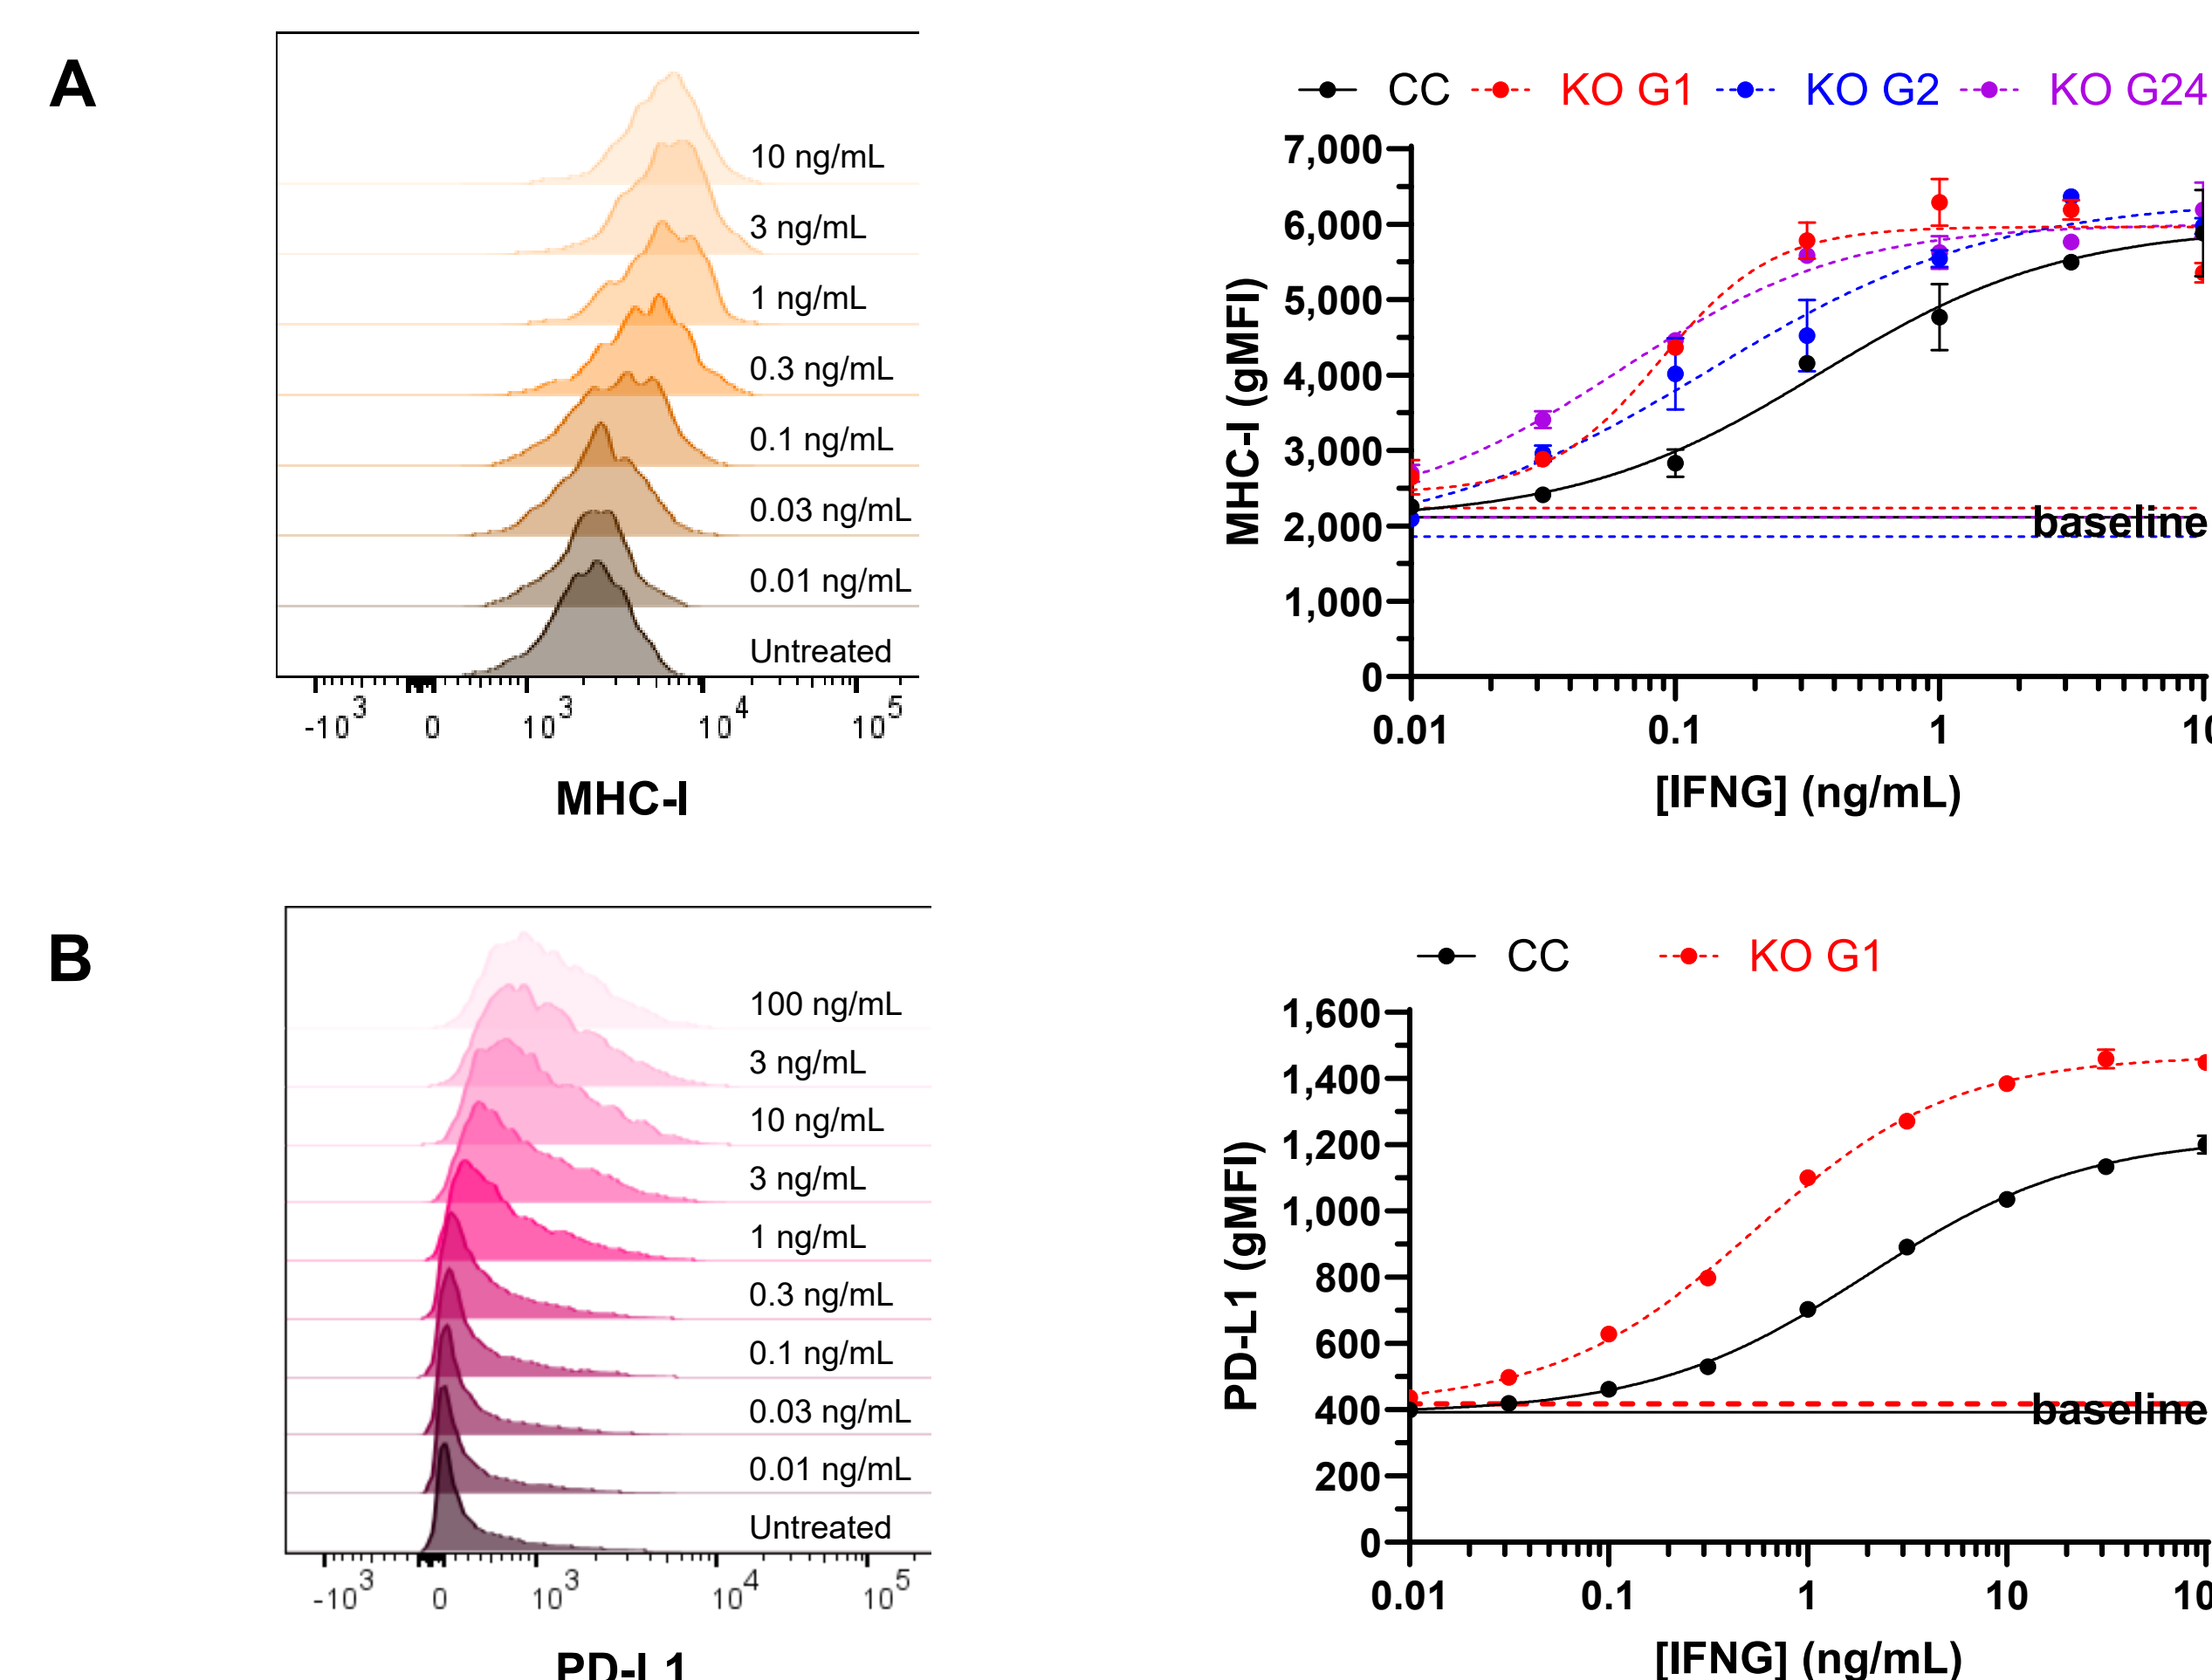 A
10 ng/mL
3 ng/mL
1 ng/mL
0.3 ng/mL
0.1 ng/mL
0.03 ng/mL
0.01 ng/mL
Untreated
-10³ 0 10³ 10⁴ 10⁵
MHC-I
CC KO G1 KO G2 KO G24
MHC-I (gMFI)
7,000
6,000
5,000
4,000
3,000
2,000
1,000
0
baseline
0.01 0.1 1 10
[IFNG] (ng/mL)
B
100 ng/mL
3 ng/mL
10 ng/mL
3 ng/mL
1 ng/mL
0.3 ng/mL
0.1 ng/mL
0.03 ng/mL
0.01 ng/mL
Untreated
-10³ 0 10³ 10⁴ 10⁵
PD-L1
CC KO G1
PD-L1 (gMFI)
1,600
1,400
1,200
1,000
800
600
400
200
0
baseline
0.01 0.1 1 10 10
[IFNG] (ng/mL)